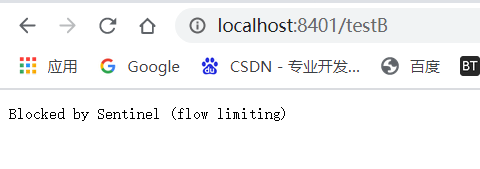 localhost:8401/testB
应用 Google CSDN - 专业开发... 百度 BT
Blocked by Sentinel (flow limiting)